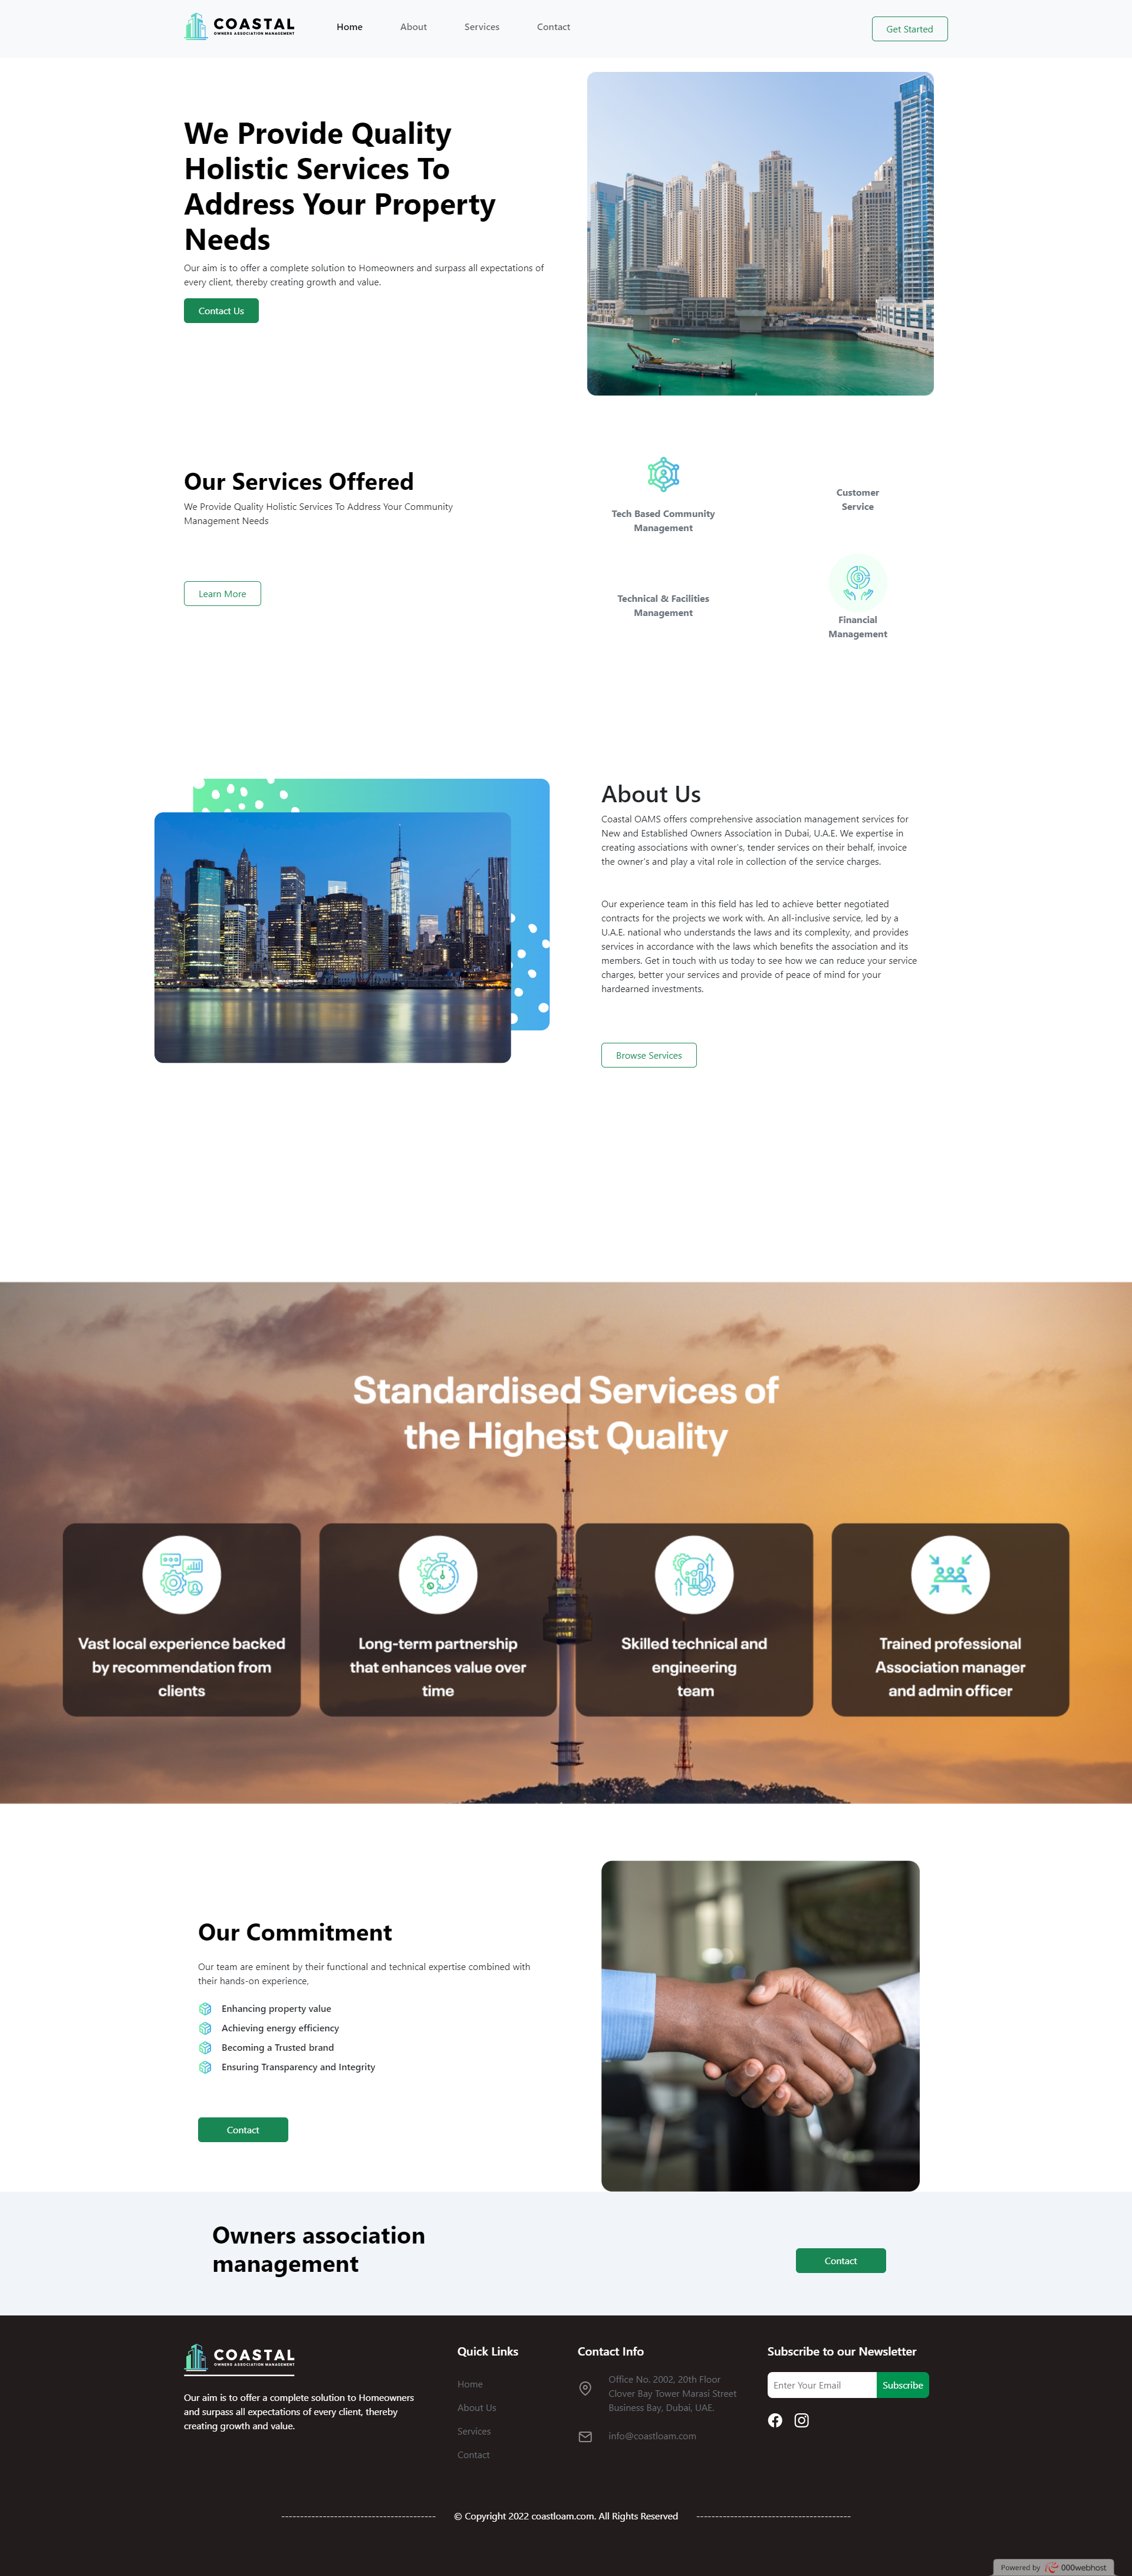 COASTAL
OWNERS ASSOCIATION MANAGEMENT
Home
About
Services
Contact
Get Started
We Provide Quality
Holistic Services To
Address Your Property
Needs
Our aim is to offer a complete solution to Homeowners and surpass all expectations of
every client, thereby creating growth and value.
Contact Us
Our Services Offered
We Provide Quality Holistic Services To Address Your Community
Management Needs
Learn More
Tech Based Community
Management
Customer
Service
Technical & Facilities
Management
Financial
Management
About Us
Coastal OAMS offers comprehensive association management services for
New and Established Owners Association in Dubai, U.A.E. We expertise in
creating associations with owner's, tender services on their behalf, invoice
the owner's and play a vital role in collection of the service charges.
Our experience team in this field has led to achieve better negotiated
contracts for the projects we work with. An all-inclusive service, led by a
U.A.E. national who understands the laws and its complexity, and provides
services in accordance with the laws which benefits the association and its
members. Get in touch with us today to see how we can reduce your service
charges, better your services and provide of peace of mind for your
hardearned investments.
Browse Services
Standardised Services of
the Highest Quality
Vast local experience backed
by recommendation from
clients
Long-term partnership
that enhances value over
time
Skilled technical and
engineering
team
Trained professional
Association manager
and admin officer
Our Commitment
Our team are eminent by their functional and technical expertise combined with
their hands-on experience,
Enhancing property value
Achieving energy efficiency
Becoming a Trusted brand
Ensuring Transparency and Integrity
Contact
Owners association
management
Contact
COASTAL
OWNERS ASSOCIATION MANAGEMENT
Our aim is to offer a complete solution to Homeowners
and surpass all expectations of every client, thereby
creating growth and value.
Quick Links
Home
About Us
Services
Contact
Contact Info
Office No. 2002, 20th Floor
Clover Bay Tower Marasi Street
Business Bay, Dubai, UAE.
info@coastloam.com
Subscribe to our Newsletter
Enter Your Email
Subscribe
© Copyright 2022 coastloam.com. All Rights Reserved
Powered by 000webhost